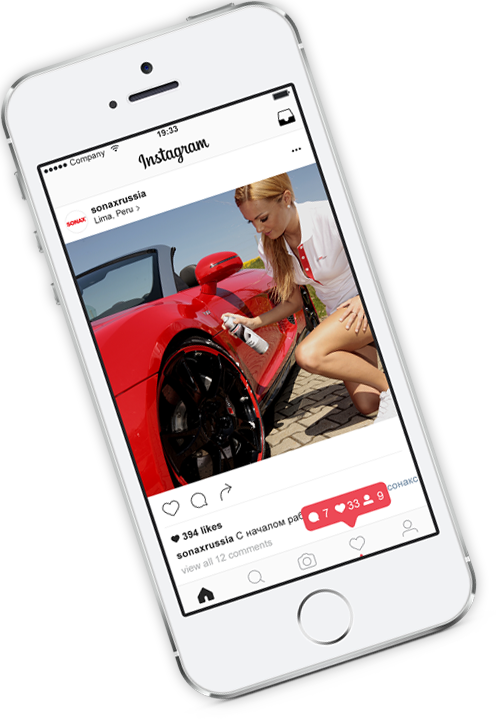 Company 19:33
Instagram
SONAX
sonaxrussia
Lima, Peru
394 likes
sonaxrussia С началом раб сонакс
view all 12 comments
7 33 9